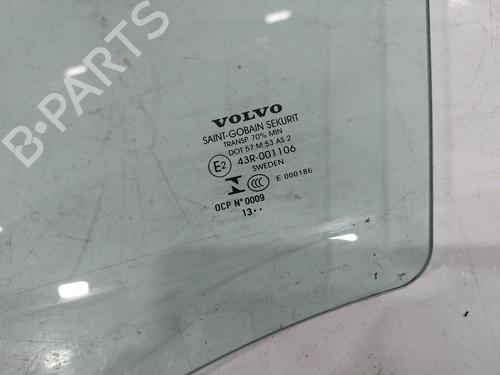 B-PARTS
VOLVO
SAINT-GOBAIN SEKURIT
TRANSP 70% MIN
DOT 57 M 53 AS 2
E2 43R-001106
SWEDEN
CCC E 000186
OCP N°0009
13··